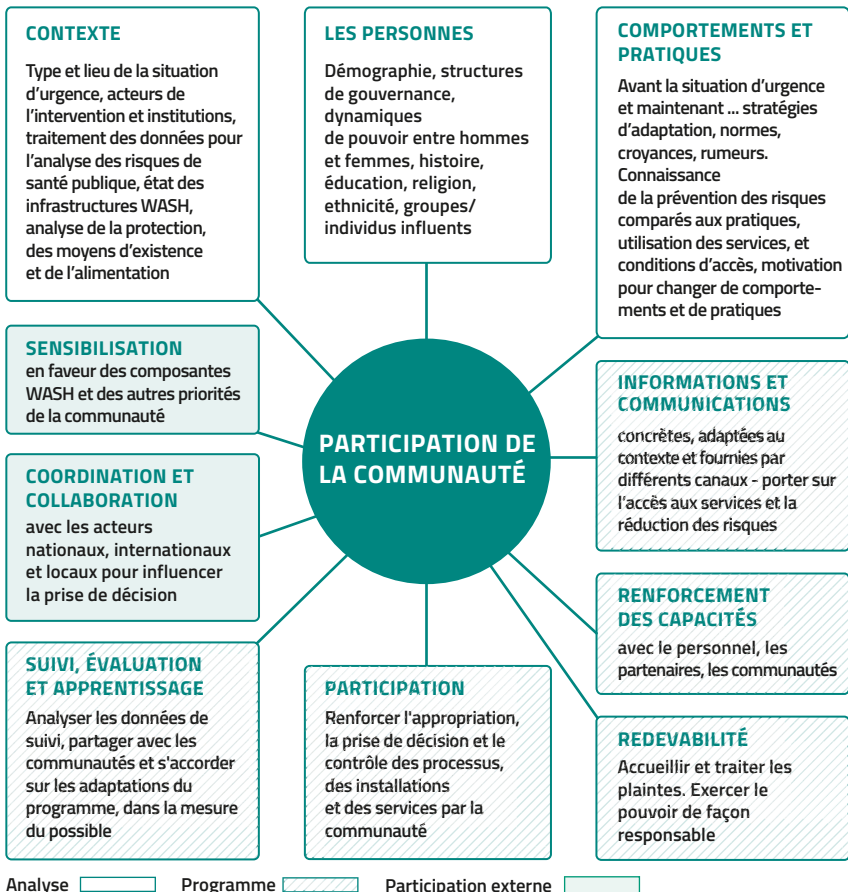 CONTEXTE
Type et lieu de la situation
d'urgence, acteurs de
l'intervention et institutions,
traitement des données pour
l'analyse des risques de
santé publique, état des
infrastructures WASH,
analyse de la protection,
des moyens d'existence
et de l'alimentation
LES PERSONNES
Démographie, structures
de gouvernance,
dynamiques
de pouvoir entre hommes
et femmes, histoire,
éducation, religion,
ethnicité, groupes/
individus influents
COMPORTEMENTS ET
PRATIQUES
Avant la situation d'urgence
et maintenant ... stratégies
d'adaptation, normes,
croyances, rumeurs.
Connaissance
de la prévention des risques
comparés aux pratiques,
utilisation des services, et
conditions d'accès, motivation
pour changer de comporte-
ments et de pratiques
SENSIBILISATION
en faveur des composantes
WASH et des autres priorités
de la communauté
PARTICIPATION DE
LA COMMUNAUTÉ
INFORMATIONS ET
COMMUNICATIONS
concrètes, adaptées au
contexte et fournies par
différents canaux - porter sur
l'accès aux services et la
réduction des risques
COORDINATION ET
COLLABORATION
avec les acteurs
nationaux, internationaux
et locaux pour influencer
la prise de décision
RENFORCEMENT
DES CAPACITÉS
avec le personnel, les
partenaires, les communautés
SUIVI, ÉVALUATION
ET APPRENTISSAGE
Analyser les données de
suivi, partager avec les
communautés et s'accorder
sur les adaptations du
programme, dans la mesure
du possible
PARTICIPATION
Renforcer l'appropriation,
la prise de décision et le
contrôle des processus,
des installations
et des services par la
communauté
REDEVABILITÉ
Accueillir et traiter les
plaintes. Exercer le
pouvoir de façon
responsable
Analyse
Programme
Participation externe